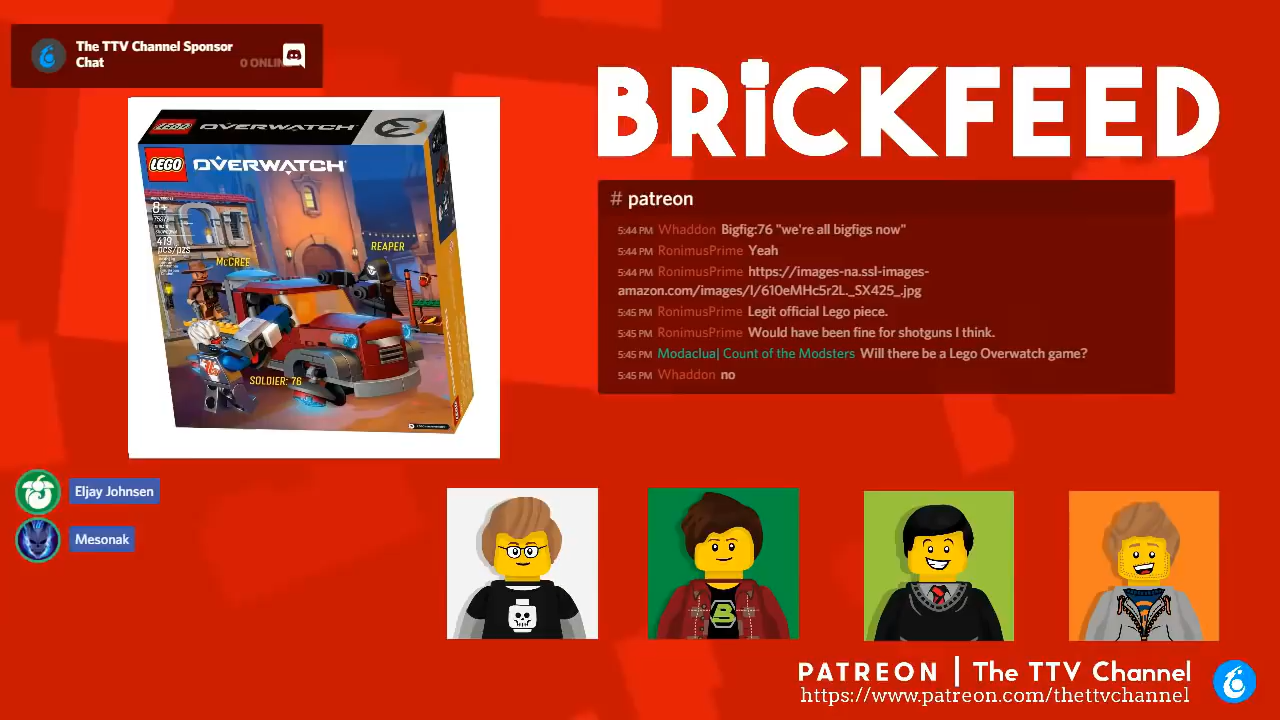 The TTV Channel Sponsor
Chat
0 ONLIN
BRICKFEED
LEGO OVERWATCH
LEGO OVERWATCH
8+
419
pcs/pzs
McCREE
REAPER
SOLDIER: 76
# patreon
5:44 PM Whaddon Bigfig:76 "we're all bigfigs now"
5:44 PM RonimusPrime Yeah
5:44 PM RonimusPrime https://images-na.ssl-images-
amazon.com/images/I/610eMHc5r2L._SX425_.jpg
5:45 PM RonimusPrime Legit official Lego piece.
5:45 PM RonimusPrime Would have been fine for shotguns I think.
5:45 PM Modaclua| Count of the Modsters Will there be a Lego Overwatch game?
5:45 PM Whaddon no
Eljay Johnsen
Mesonak
B
PATREON | The TTV Channel
https://www.patreon.com/thettvchannel